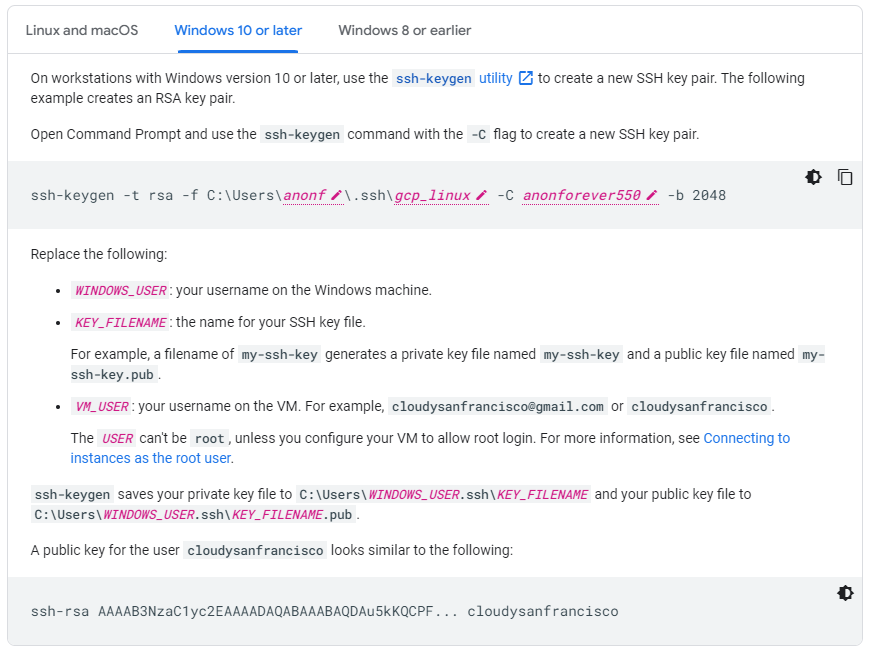 Linux and macOS Windows 10 or later Windows 8 or earlier
On workstations with Windows version 10 or later, use the ssh-keygen utility to create a new SSH key pair. The following
example creates an RSA key pair.
Open Command Prompt and use the ssh-keygen command with the -C flag to create a new SSH key pair.
ssh-keygen -t rsa -f C:\Users\anonf\.ssh\gcp_linux -C anonforever550 -b 2048
Replace the following:
• WINDOWS_USER: your username on the Windows machine.
• KEY_FILENAME: the name for your SSH key file.
For example, a filename of my-ssh-key generates a private key file named my-ssh-key and a public key file named my-
ssh-key.pub.
• VM_USER: your username on the VM. For example, cloudysanfrancisco@gmail.com or cloudysanfrancisco.
The USER can't be root, unless you configure your VM to allow root login. For more information, see Connecting to
instances as the root user.
ssh-keygen saves your private key file to C:\Users\WINDOWS_USER.ssh\KEY_FILENAME and your public key file to
C:\Users\WINDOWS_USER.ssh\KEY_FILENAME.pub.
A public key for the user cloudysanfrancisco looks similar to the following:
ssh-rsa AAAAB3NzaC1yc2EAAAADAQABAAABAQDAu5kKQCPF... cloudysanfrancisco